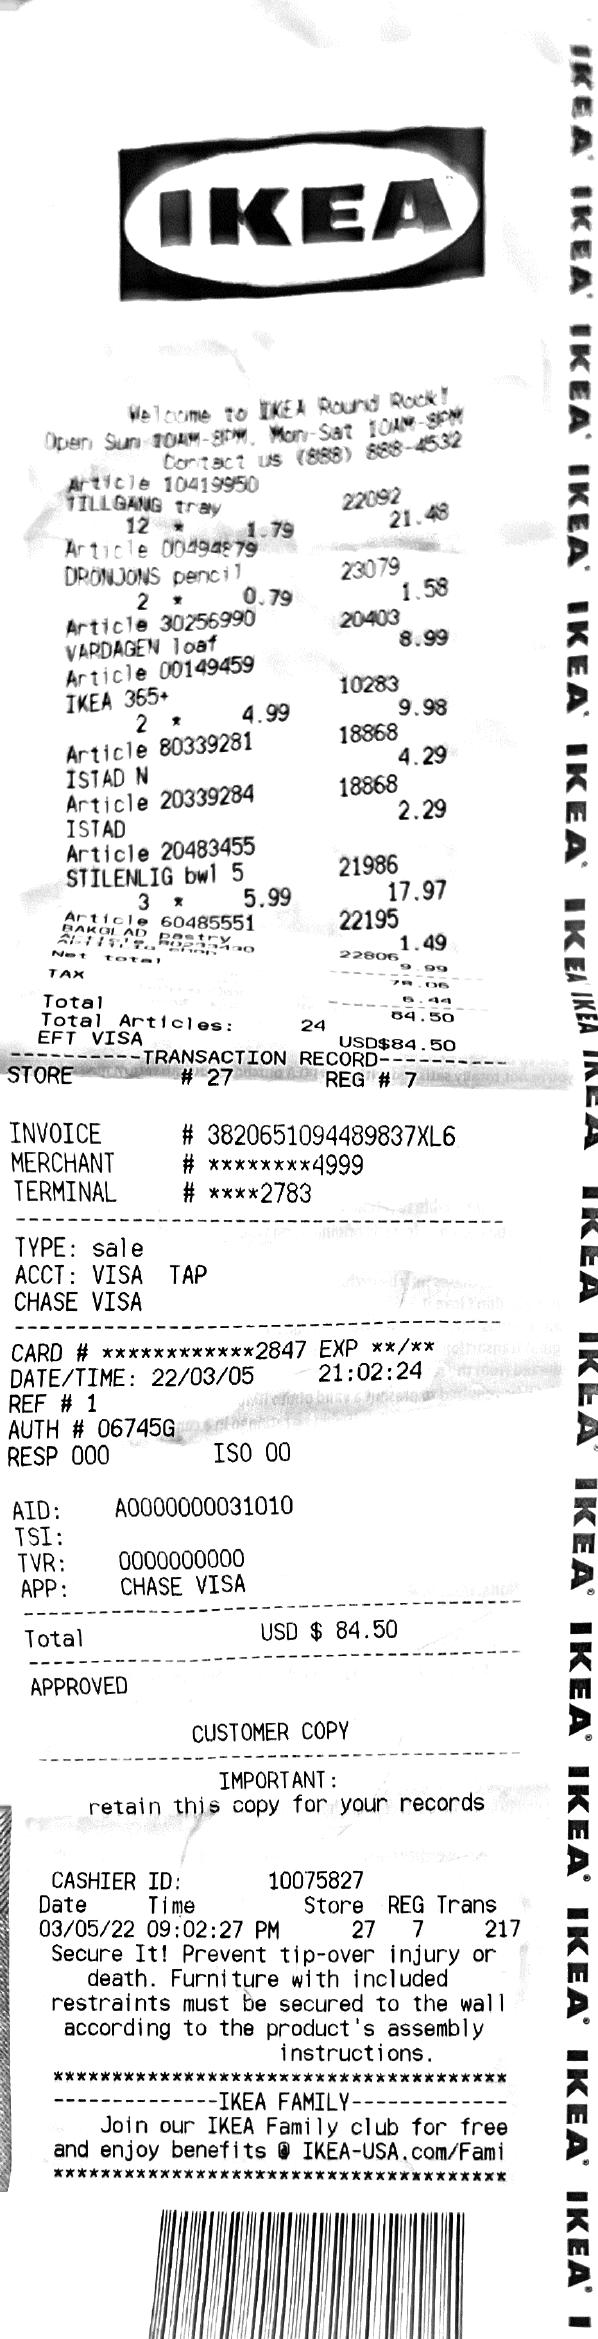 IKEA
Welcome to IKEA Round Rock!
Open Sun 10AM-8PM, Mon-Sat 10AM-9PM
Contact us (888) 888-4532
Article 10419950
TILLGANG tray 22092
12 * 1.79 21.48
Article 00494879
DRONJONS pencil 23079
2 * 0.79 1.58
Article 30256990 20403
VARDAGEN loaf 8.99
Article 00149459
IKEA 365+ 10283
2 * 4.99 9.98
Article 80339281 18868
ISTAD N 4.29
Article 20339284 18868
ISTAD 2.29
Article 20483455
STILENLIG bwl 5 21986
3 * 5.99 17.97
Article 60485551 22195
BAKGLAD pastry 1.49
22806
9.99
Net total 78.06
TAX 6.44
Total 84.50
Total Articles: 24
EFT VISA USD$84.50
-----------TRANSACTION RECORD-----------
STORE # 27 REG # 7
INVOICE # 3820651094489837XL6
MERCHANT # ********4999
TERMINAL # ****2783
TYPE: sale
ACCT: VISA TAP
CHASE VISA
CARD # ************2847 EXP **/**
DATE/TIME: 22/03/05 21:02:24
REF # 1
AUTH # 06745G
RESP 000 ISO 00
AID: A0000000031010
TSI:
TVR: 0000000000
APP: CHASE VISA
Total USD $ 84.50
APPROVED
CUSTOMER COPY
IMPORTANT:
retain this copy for your records
CASHIER ID: 10075827
Date Time Store REG Trans
03/05/22 09:02:27 PM 27 7 217
Secure It! Prevent tip-over injury or
death. Furniture with included
restraints must be secured to the wall
according to the product's assembly
instructions.
****************************************
--------------IKEA FAMILY--------------
Join our IKEA Family club for free
and enjoy benefits @ IKEA-USA.com/Fami
****************************************
IKEA IKEA IKEA IKEA IKEA IKEA IKEA IKEA IKEA IKEA IKEA IKEA IKEA IKEA IKEA IKEA